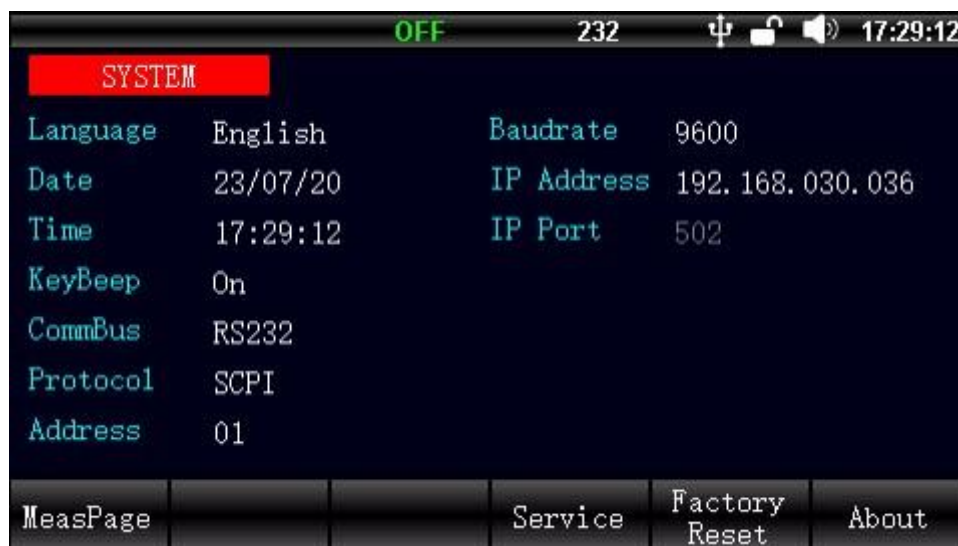 OFF 232 17:29:12
SYSTEM
Language English Baudrate 9600
Date 23/07/20 IP Address 192.168.030.036
Time 17:29:12 IP Port 502
KeyBeep On
CommBus RS232
Protocol SCPI
Address 01
MeasPage Service Factory Reset About